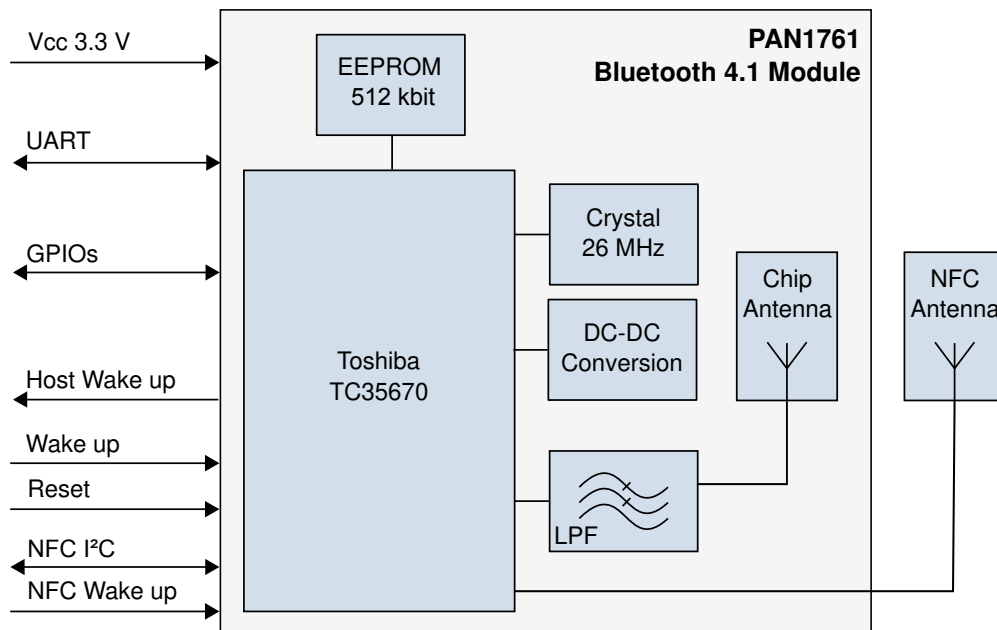 Vcc 3.3 V
UART
GPIOs
Host Wake up
Wake up
Reset
NFC I²C
NFC Wake up
PAN1761
Bluetooth 4.1 Module
EEPROM
512 kbit
Toshiba
TC35670
Crystal
26 MHz
DC-DC
Conversion
LPF
Chip
Antenna
NFC
Antenna